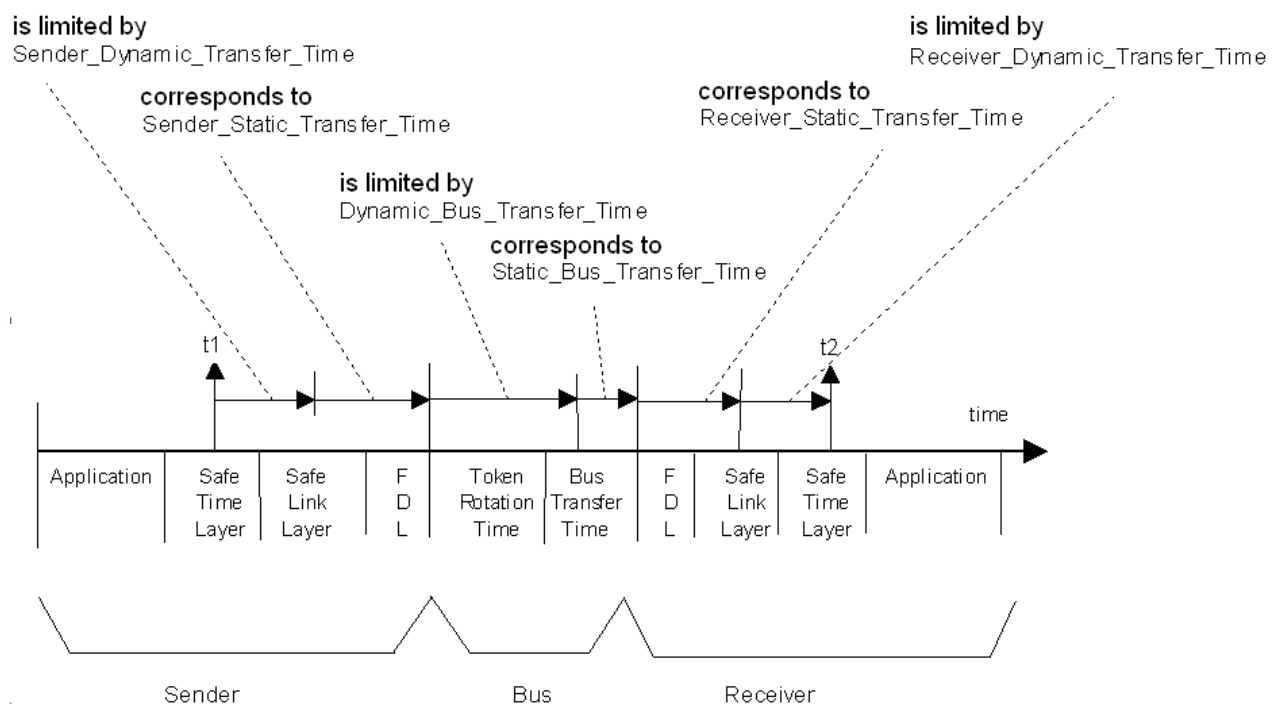 is limited by
Sender_Dynamic_Transfer_Time
is limited by
Receiver_Dynamic_Transfer_Time
corresponds to
Sender_Static_Transfer_Time
corresponds to
Receiver_Static_Transfer_Time
is limited by
Dynamic_Bus_Transfer_Time
corresponds to
Static_Bus_Transfer_Time
t1
t2
time
Application
Safe
Time
Layer
Safe
Link
Layer
F
D
L
Token
Rotation
Time
Bus
Transfer
Time
F
D
L
Safe
Link
Layer
Safe
Time
Layer
Application
Sender
Bus
Receiver